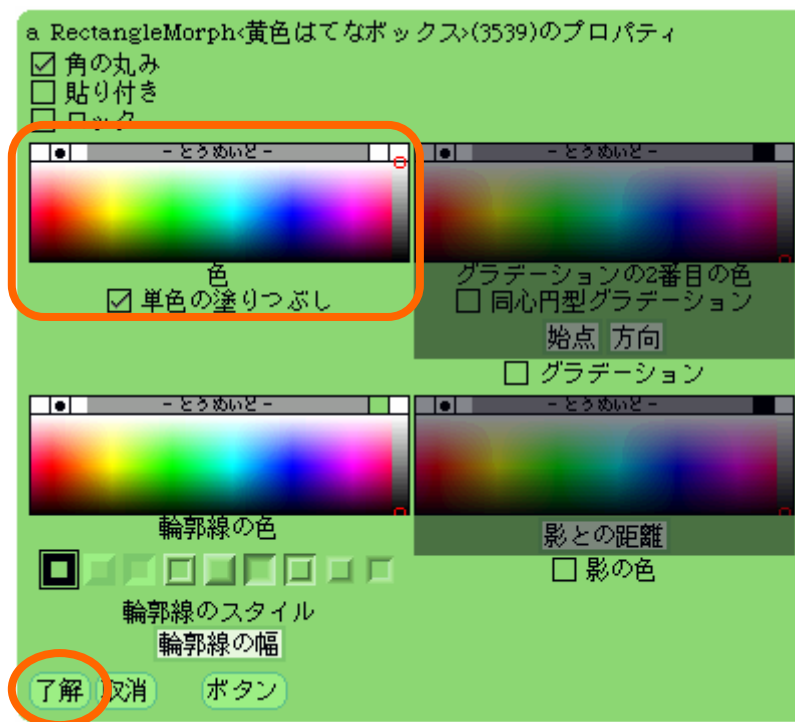 a RectangleMorph<黄色はてなボックス>(3539)のプロパティ
角の丸み
貼り付き
ロック
- とうめいど - - とうめいど -
色 グラデーションの2番目の色
単色の塗りつぶし 同心円型グラデーション
始点 方向
グラデーション
- とうめいど - - とうめいど -
輪郭線の色 影との距離
影の色
輪郭線のスタイル
輪郭線の幅
了解 取消 ボタン